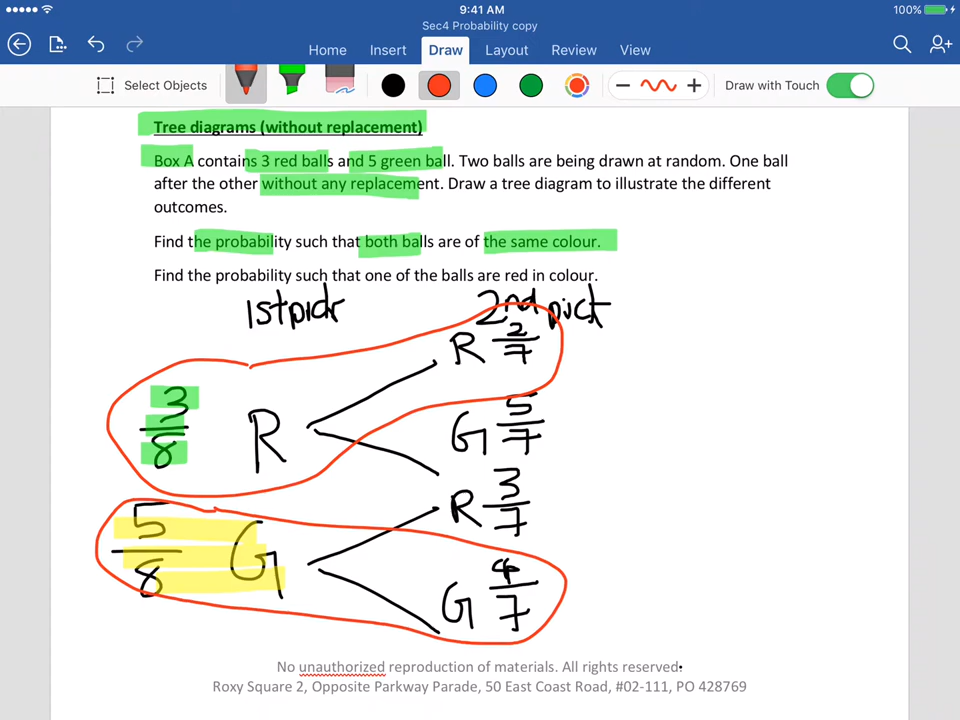 9:41 AM
100%
Sec4 Probability copy
Home Insert Draw Layout Review View
Select Objects
Draw with Touch
Tree diagrams (without replacement)
Box A contains 3 red balls and 5 green ball. Two balls are being drawn at random. One ball
after the other without any replacement. Draw a tree diagram to illustrate the different
outcomes.
Find the probability such that both balls are of the same colour.
Find the probability such that one of the balls are red in colour.
1st pick 2nd pick
R 2/7
3/8 R
G 5/7
R 3/7
5/8 G
G 4/7
No unauthorized reproduction of materials. All rights reserved.
Roxy Square 2, Opposite Parkway Parade, 50 East Coast Road, #02-111, PO 428769